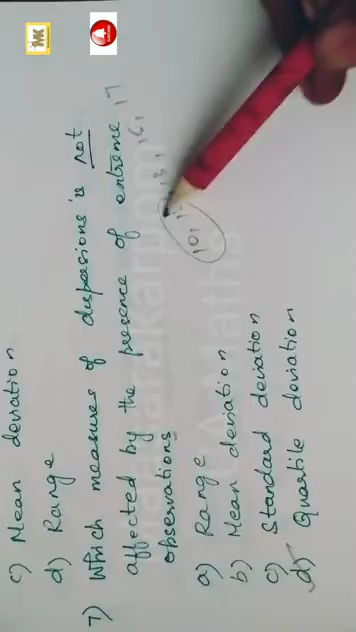 c) Mean deviation
d) Range
7) Which measures of dispersions is not
affected by the presence of extreme
observations
a) Range
b) Mean deviation
c) Standard deviation
d) Quartile deviation